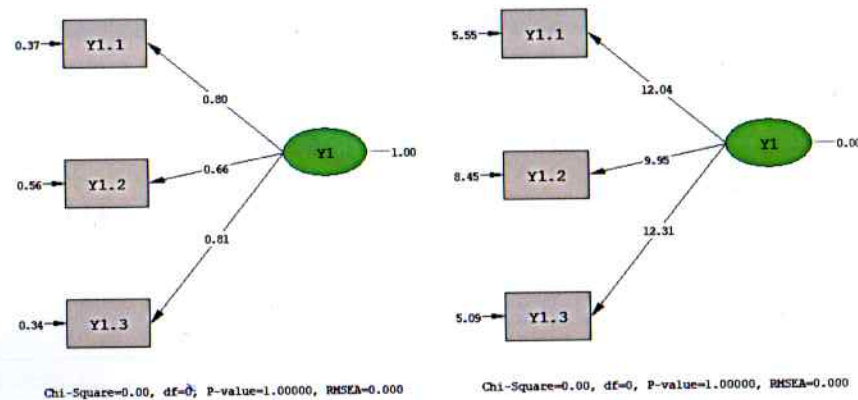 0.37 Y1.1
0.80
Y1 1.00
0.56 Y1.2
0.66
0.81
0.34 Y1.3
Chi-Square=0.00, df=0, P-value=1.00000, RMSEA=0.000
5.55 Y1.1
12.04
Y1 0.00
8.45 Y1.2
9.95
12.31
5.09 Y1.3
Chi-Square=0.00, df=0, P-value=1.00000, RMSEA=0.000